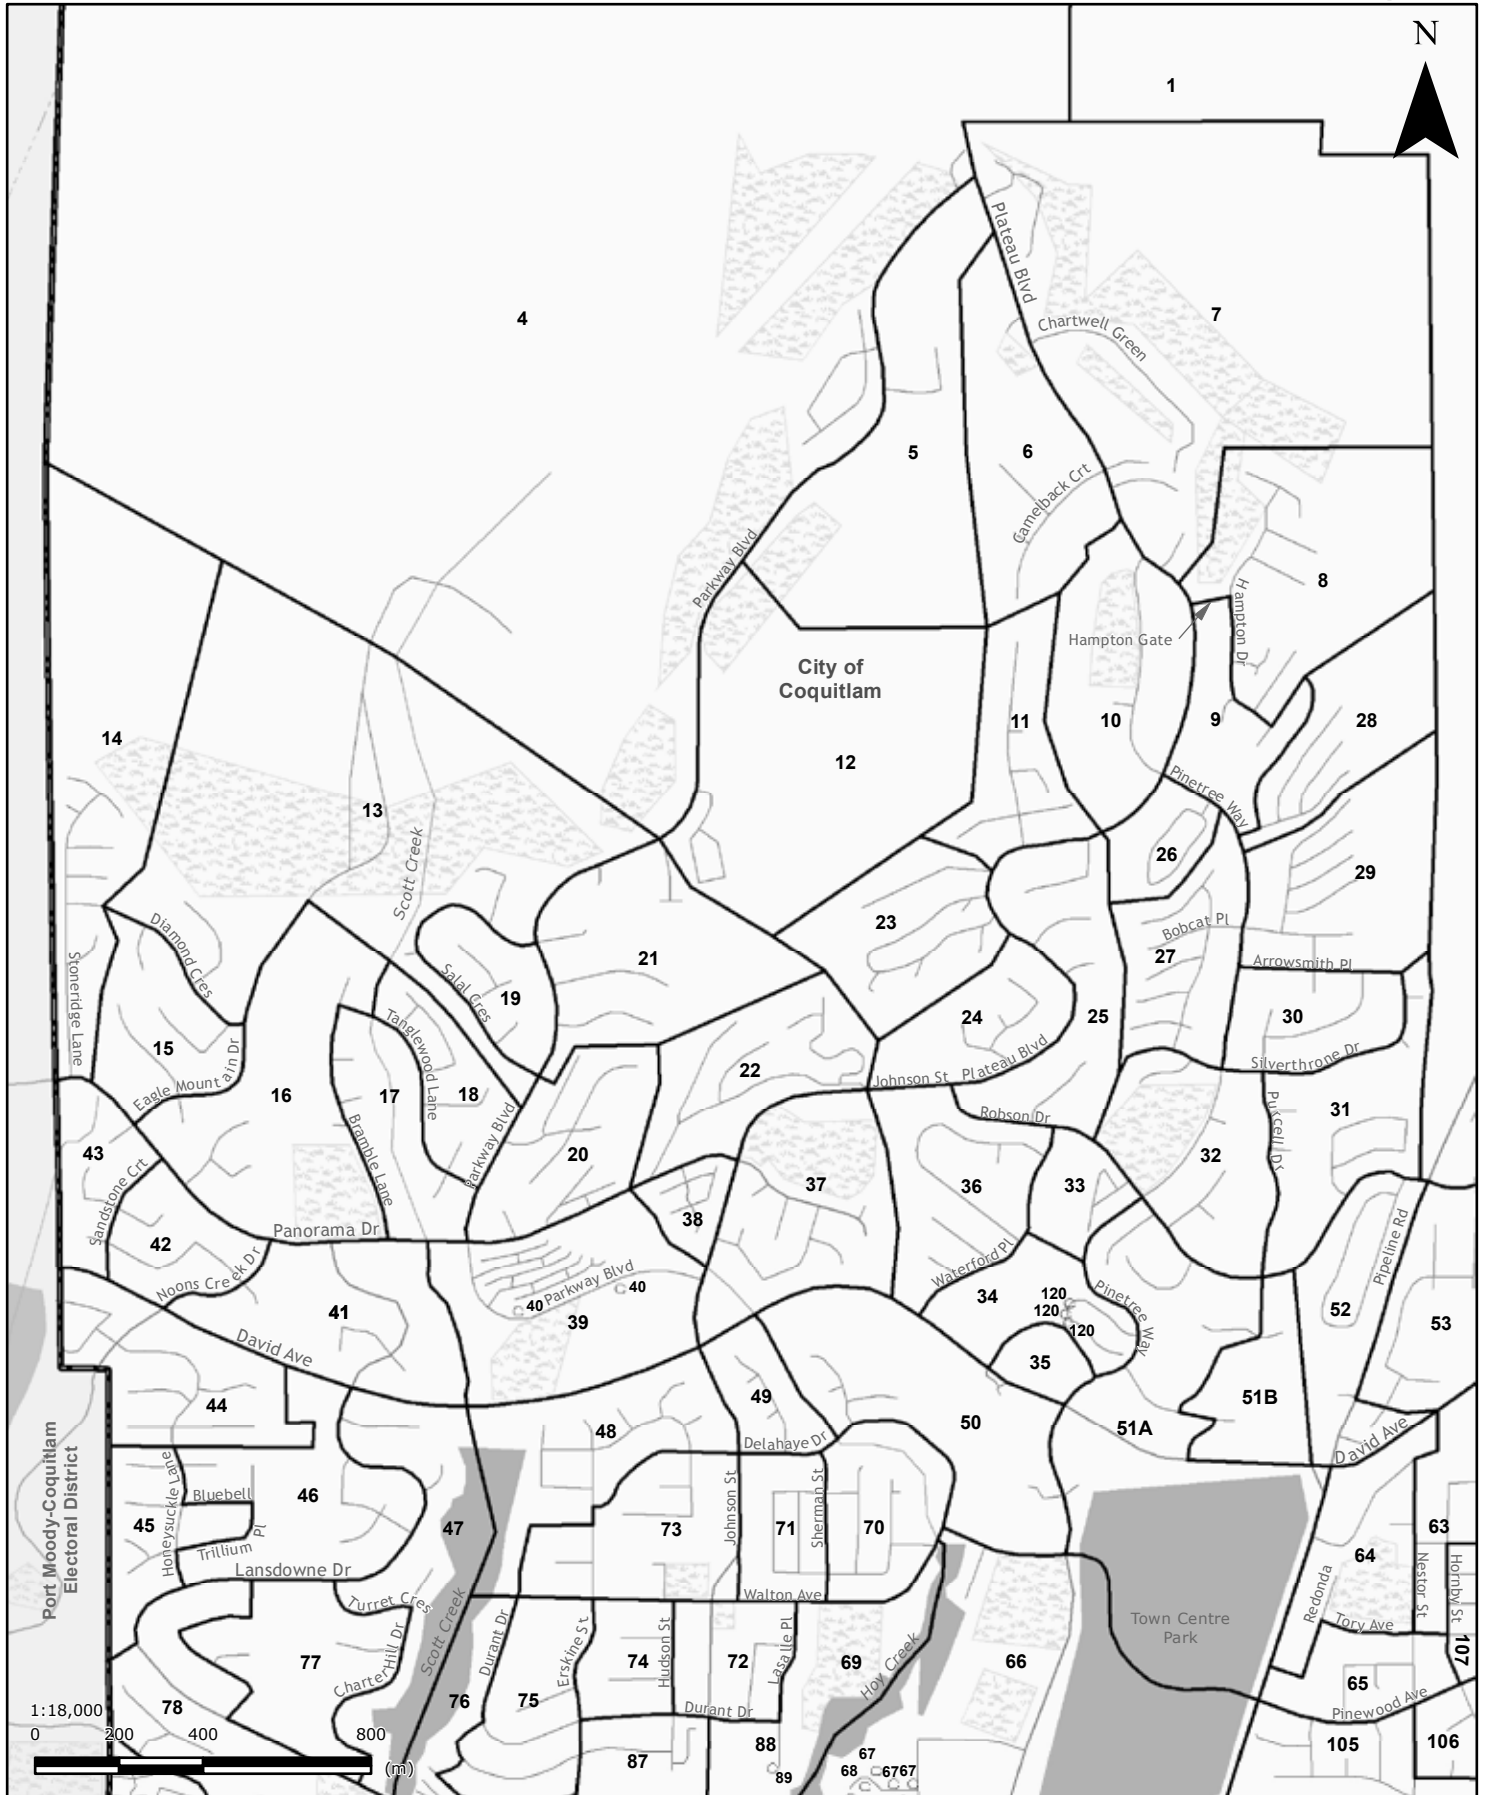 N
1
4
7
Plateau Blvd
Chartwell Green
5
6
Camelback Crt
Parkway Blvd
8
Hampton Dr
Hampton Gate
City of
Coquitlam
14
11
10
9
28
12
Pinetree Way
13
Scott Creek
26
29
Diamond Cres
23
Bobcat Pl
27
Arrowsmith Pl
Stoneridge Lane
21
Salal Cres
19
24
25
30
15
Eagle Mountain Dr
Tanglewood Lane
22
Johnson St
Plateau Blvd
Silverthrone Dr
16
17
18
Robson Dr
Purcell Dr
31
Bramble Lane
Parkway Blvd
20
43
Sandstone Crt
37
36
33
32
38
Panorama Dr
42
Noons Creek Dr
Waterford Pl
Pipeline Rd
Parkway Blvd
40
40
41
39
34
120
120
120
Pinetree Way
52
53
David Ave
35
44
49
51B
48
50
51A
Delahaye Dr
David Ave
Port Moody-Coquitlam
Electoral District
Honeysuckle Lane
Bluebell
46
45
Trillium Pl
47
73
Johnson St
71
Sherman St
70
63
64
Lansdowne Dr
Nestor St
Hornby St
Redonda
Turret Cres
Walton Ave
Town Centre
Park
Tory Ave
107
Charter Hill Dr
Scott Creek
Durant Dr
Erskine St
74
Hudson St
72
Lasalle Pl
69
Hoy Creek
66
77
65
76
75
78
Durant Dr
Pinewood Ave
1:18,000
0
200
400
800
(m)
87
88
89
67
68
67
67
105
106